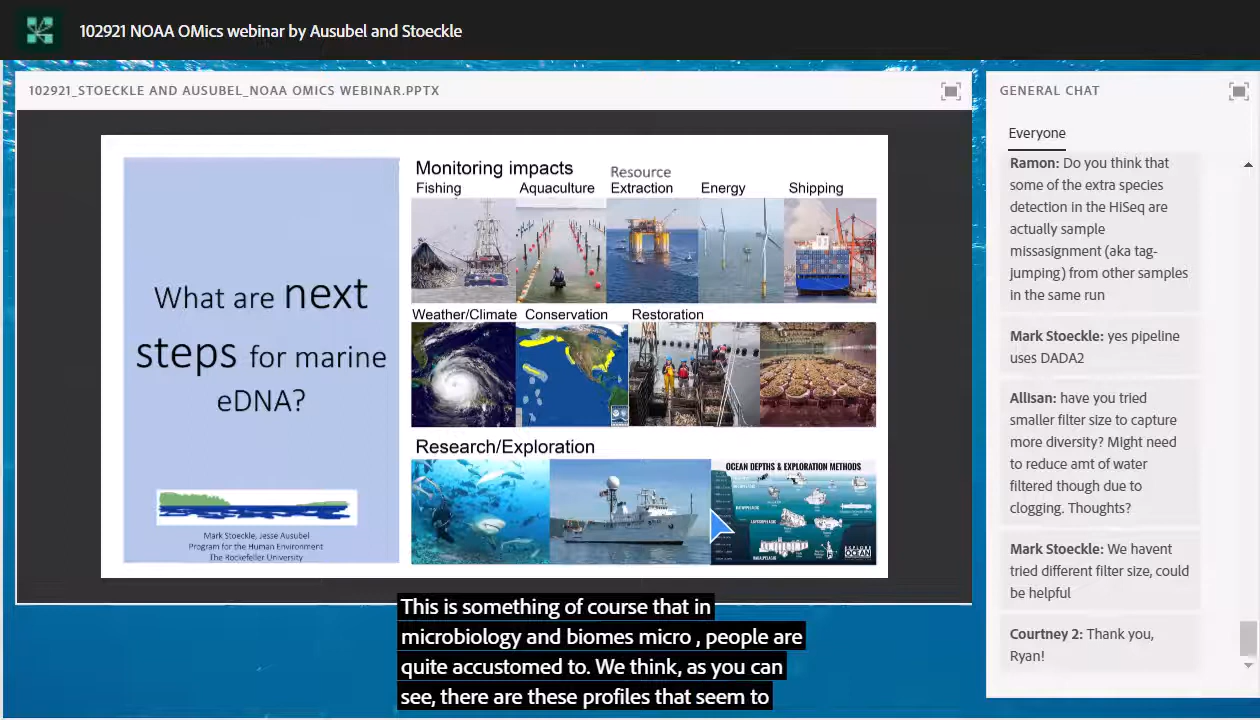 102921 NOAA OMics webinar by Ausubel and Stoeckle
102921_STOECKLE AND AUSUBEL_NOAA OMICS WEBINAR.PPTX
What are next
steps for marine
eDNA?
Mark Stoeckle, Jesse Ausubel
Program for the Human Environment
The Rockefeller University
Monitoring impacts
Resource
Fishing Aquaculture Extraction Energy Shipping
Weather/Climate Conservation Restoration
Research/Exploration
OCEAN DEPTHS & EXPLORATION METHODS
This is something of course that in
microbiology and biomes micro , people are
quite accustomed to. We think, as you can
see, there are these profiles that seem to
GENERAL CHAT
Everyone
Ramon: Do you think that
some of the extra species
detection in the HiSeq are
actually sample
missasignment (aka tag-
jumping) from other samples
in the same run
Mark Stoeckle: yes pipeline
uses DADA2
Allisan: have you tried
smaller filter size to capture
more diversity? Might need
to reduce amt of water
filtered though due to
clogging. Thoughts?
Mark Stoeckle: We havent
tried different filter size, could
be helpful
Courtney 2: Thank you,
Ryan!